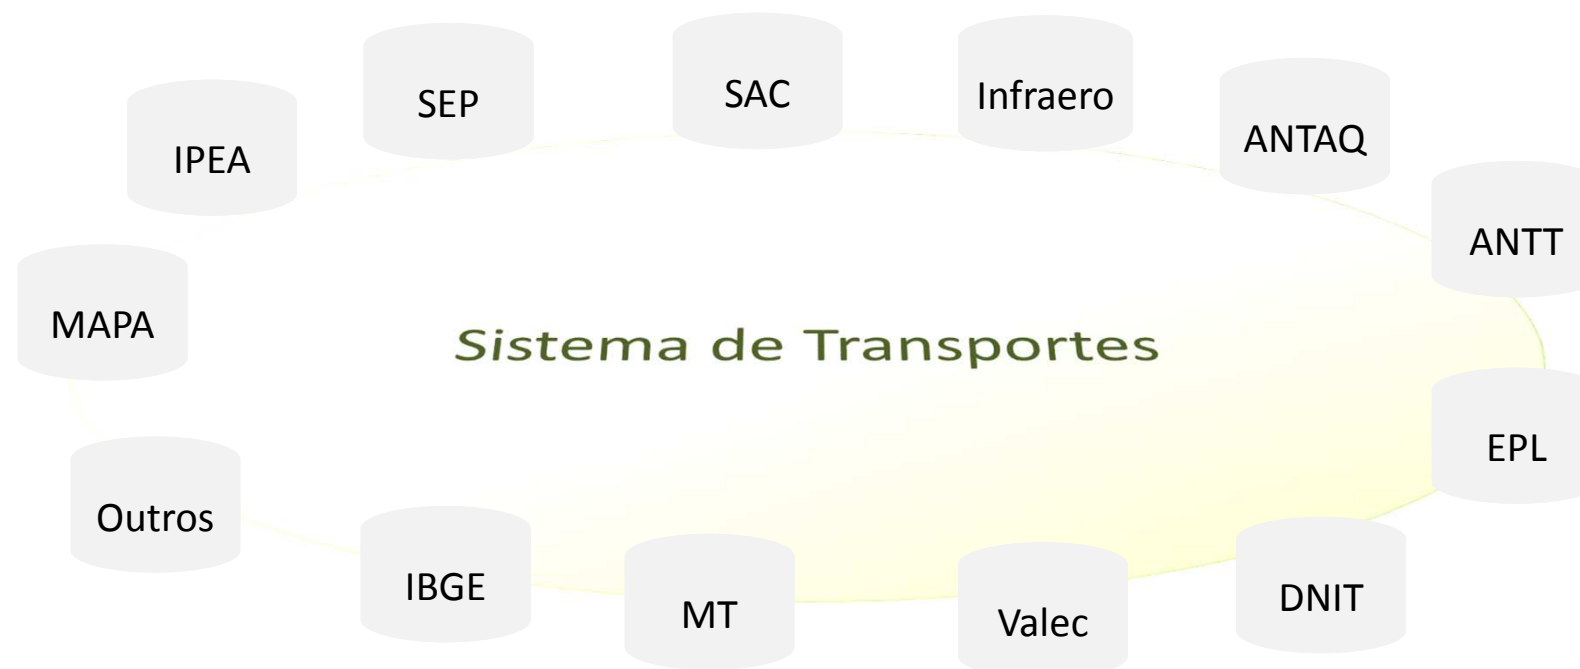 SAC
Infraero
SEP
ANTAQ
IPEA
ANTT
MAPA
Sistema de Transportes
EPL
Outros
IBGE
DNIT
MT
Valec